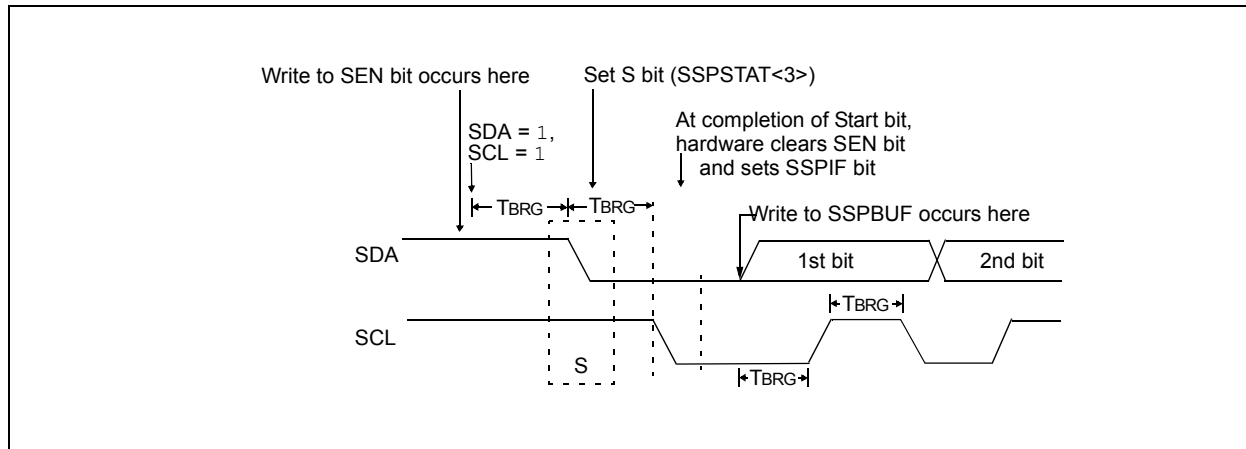 Write to SEN bit occurs here
Set S bit (SSPSTAT<3>)
SDA = 1,
SCL = 1
At completion of Start bit,
hardware clears SEN bit
and sets SSPIF bit
TBRG
TBRG
Write to SSPBUF occurs here
SDA
1st bit
2nd bit
TBRG
SCL
S
TBRG